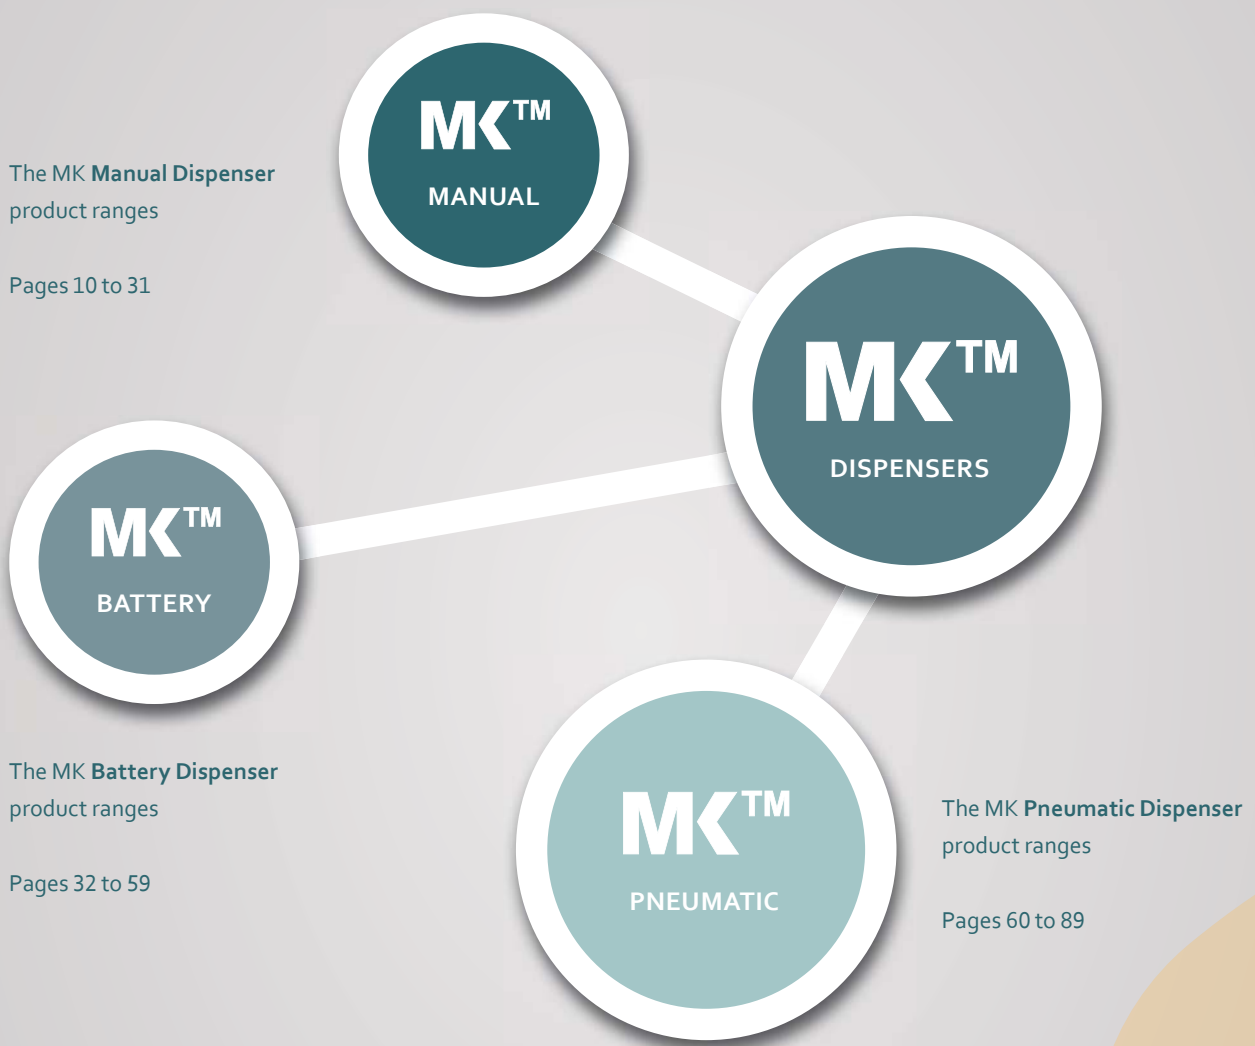 MK™
MANUAL
The MK Manual Dispenser
product ranges
Pages 10 to 31
MK™
DISPENSERS
MK™
BATTERY
The MK Battery Dispenser
product ranges
Pages 32 to 59
MK™
PNEUMATIC
The MK Pneumatic Dispenser
product ranges
Pages 60 to 89